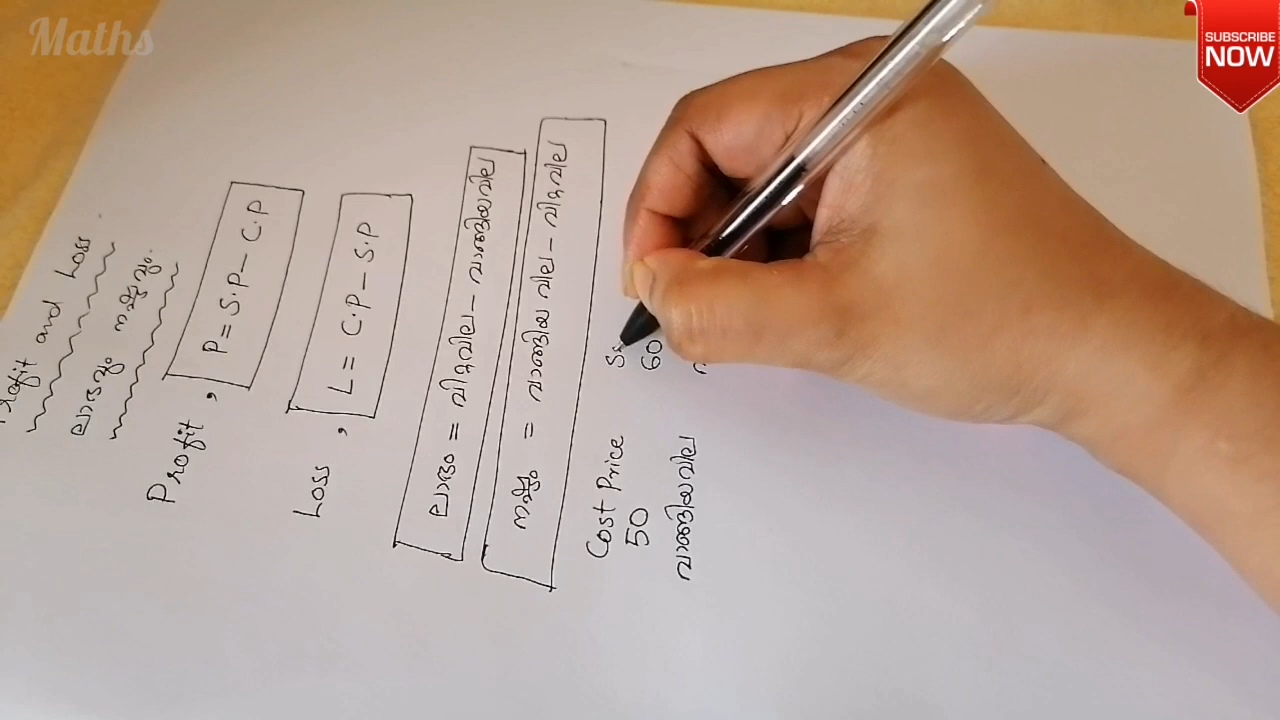 Maths
SUBSCRIBE
NOW
Profit and Loss
ലാഭവും നഷ്ടവും.
Profit, P = S.P - C.P
Loss, L = C.P - S.P
ലാഭം = വിറ്റവില - വാങ്ങിയവില
നഷ്ടം = വാങ്ങിയ വില - വിറ്റവില
Cost Price
50 60
വാങ്ങിയവില